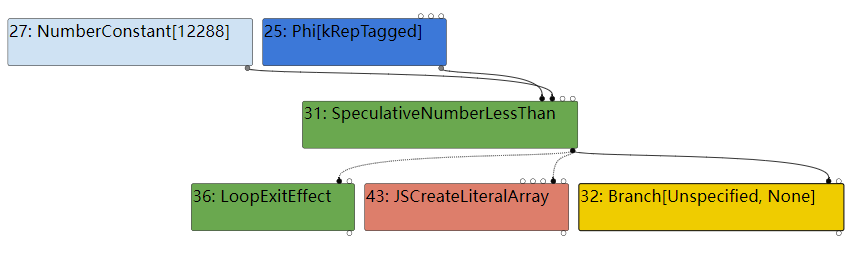 27: NumberConstant[12288]
25: Phi[kRepTagged]
31: SpeculativeNumberLessThan
36: LoopExitEffect
43: JSCreateLiteralArray
32: Branch[Unspecified, None]